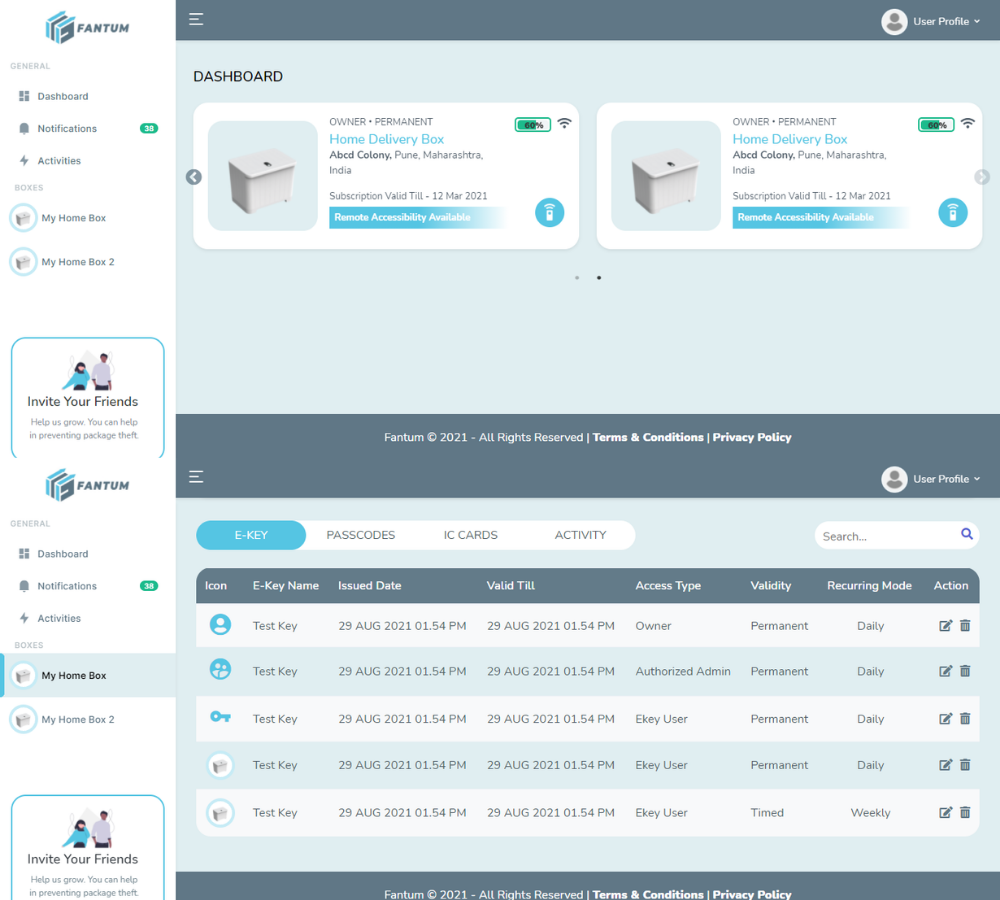 FANTUM
User Profile
GENERAL
Dashboard
Notifications 38
Activities
BOXES
My Home Box
My Home Box 2
Invite Your Friends
Help us grow. You can help
in preventing package theft.
DASHBOARD
OWNER • PERMANENT 60%
Home Delivery Box
Abcd Colony, Pune, Maharashtra,
India
Subscription Valid Till - 12 Mar 2021
Remote Accessibility Available
OWNER • PERMANENT 60%
Home Delivery Box
Abcd Colony, Pune, Maharashtra,
India
Subscription Valid Till - 12 Mar 2021
Remote Accessibility Available
Fantum © 2021 - All Rights Reserved | Terms & Conditions | Privacy Policy
FANTUM
User Profile
GENERAL
Dashboard
Notifications 38
Activities
BOXES
My Home Box
My Home Box 2
Invite Your Friends
Help us grow. You can help
in preventing package theft.
E-KEY PASSCODES IC CARDS ACTIVITY Search...
Icon E-Key Name Issued Date Valid Till Access Type Validity Recurring Mode Action
Test Key 29 AUG 2021 01.54 PM 29 AUG 2021 01.54 PM Owner Permanent Daily
Test Key 29 AUG 2021 01.54 PM 29 AUG 2021 01.54 PM Authorized Admin Permanent Daily
Test Key 29 AUG 2021 01.54 PM 29 AUG 2021 01.54 PM Ekey User Permanent Daily
Test Key 29 AUG 2021 01.54 PM 29 AUG 2021 01.54 PM Ekey User Permanent Daily
Test Key 29 AUG 2021 01.54 PM 29 AUG 2021 01.54 PM Ekey User Timed Weekly
Fantum © 2021 - All Rights Reserved | Terms & Conditions | Privacy Policy